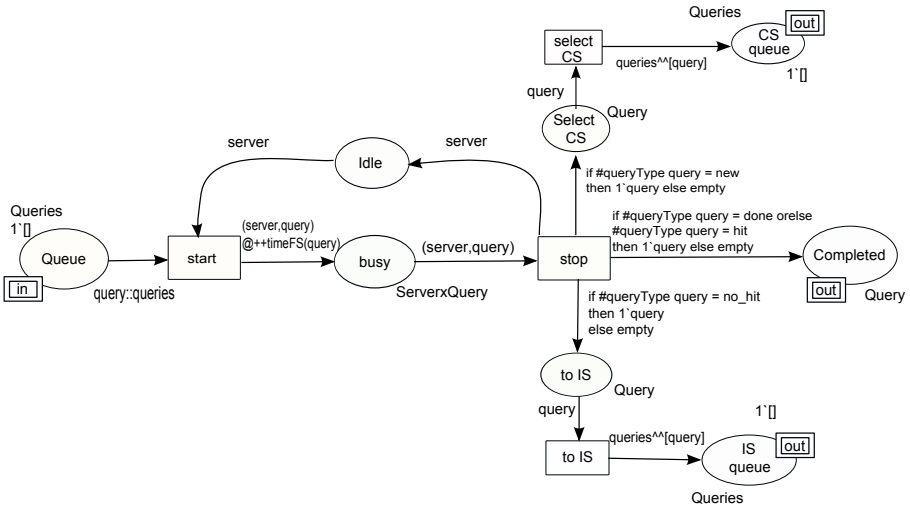 Queries
out
CS
queue
1`[]
select
CS
queries^^[query]
query
Query
Select
CS
server
server
Idle
if #queryType query = new
then 1`query else empty
Queries
1`[]
Queue
in
query::queries
start
(server,query)
@++timeFS(query)
busy
ServerxQuery
(server,query)
stop
if #queryType query = done orelse
#queryType query = hit
then 1`query else empty
Completed
out
Query
if #queryType query = no_hit
then 1`query
else empty
to IS
Query
query
to IS
queries^^[query]
1`[]
out
IS
queue
Queries